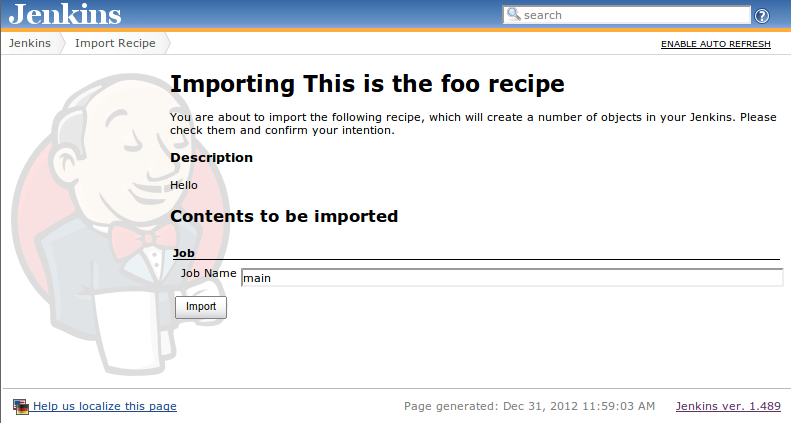 Jenkins
search
Jenkins
Import Recipe
ENABLE AUTO REFRESH
Importing This is the foo recipe
You are about to import the following recipe, which will create a number of objects in your Jenkins. Please
check them and confirm your intention.
Description
Hello
Contents to be imported
Job
Job Name main
Import
Help us localize this page
Page generated: Dec 31, 2012 11:59:03 AM
Jenkins ver. 1.489